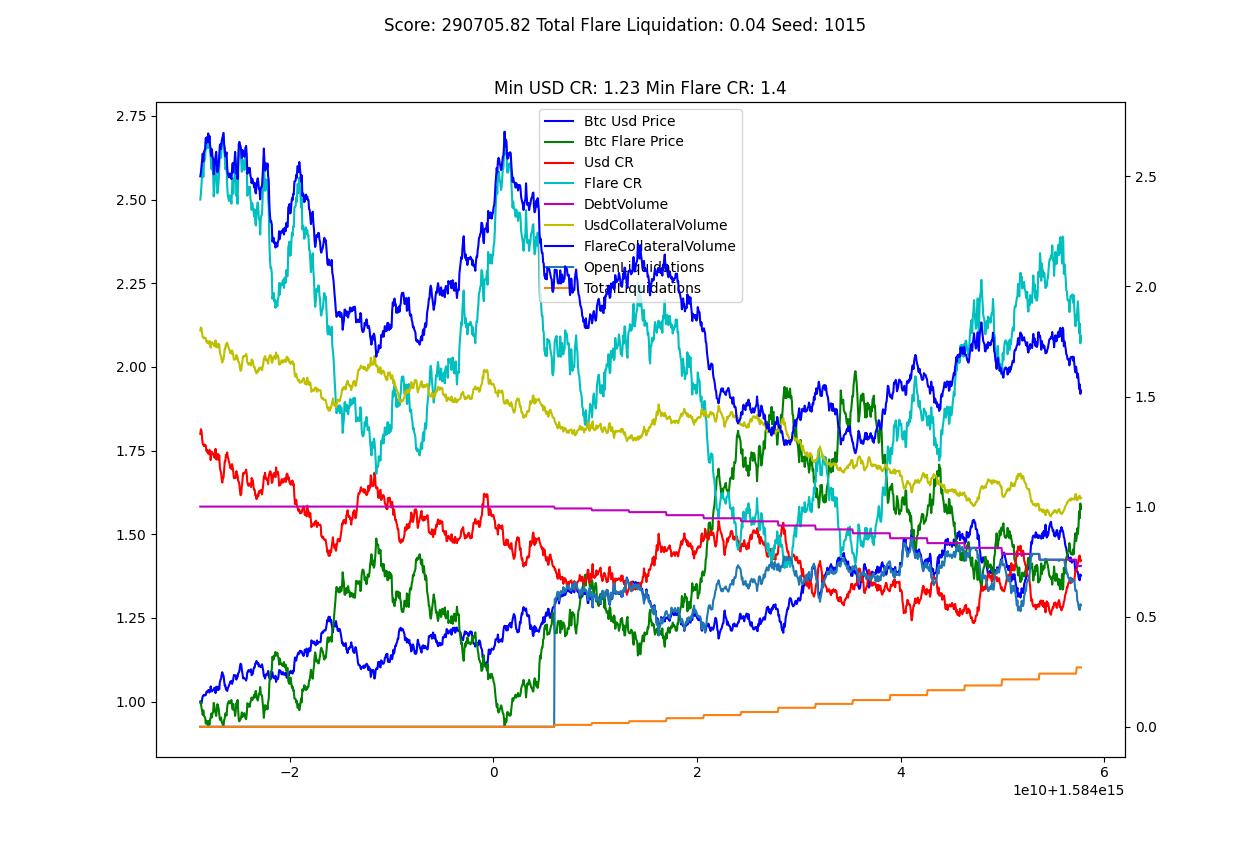 Score: 290705.82 Total Flare Liquidation: 0.04 Seed: 1015
Min USD CR: 1.23 Min Flare CR: 1.4
2.75
2.50
2.25
2.00
1.75
1.50
1.25
1.00
Btc Usd Price
Btc Flare Price
Usd CR
Flare CR
DebtVolume
UsdCollateralVolume
FlareCollateralVolume
OpenLiquidations
TotalLiquidations
2.5
2.0
1.5
1.0
0.5
0.0
−2
0
2
4
6
1e10+1.584e15